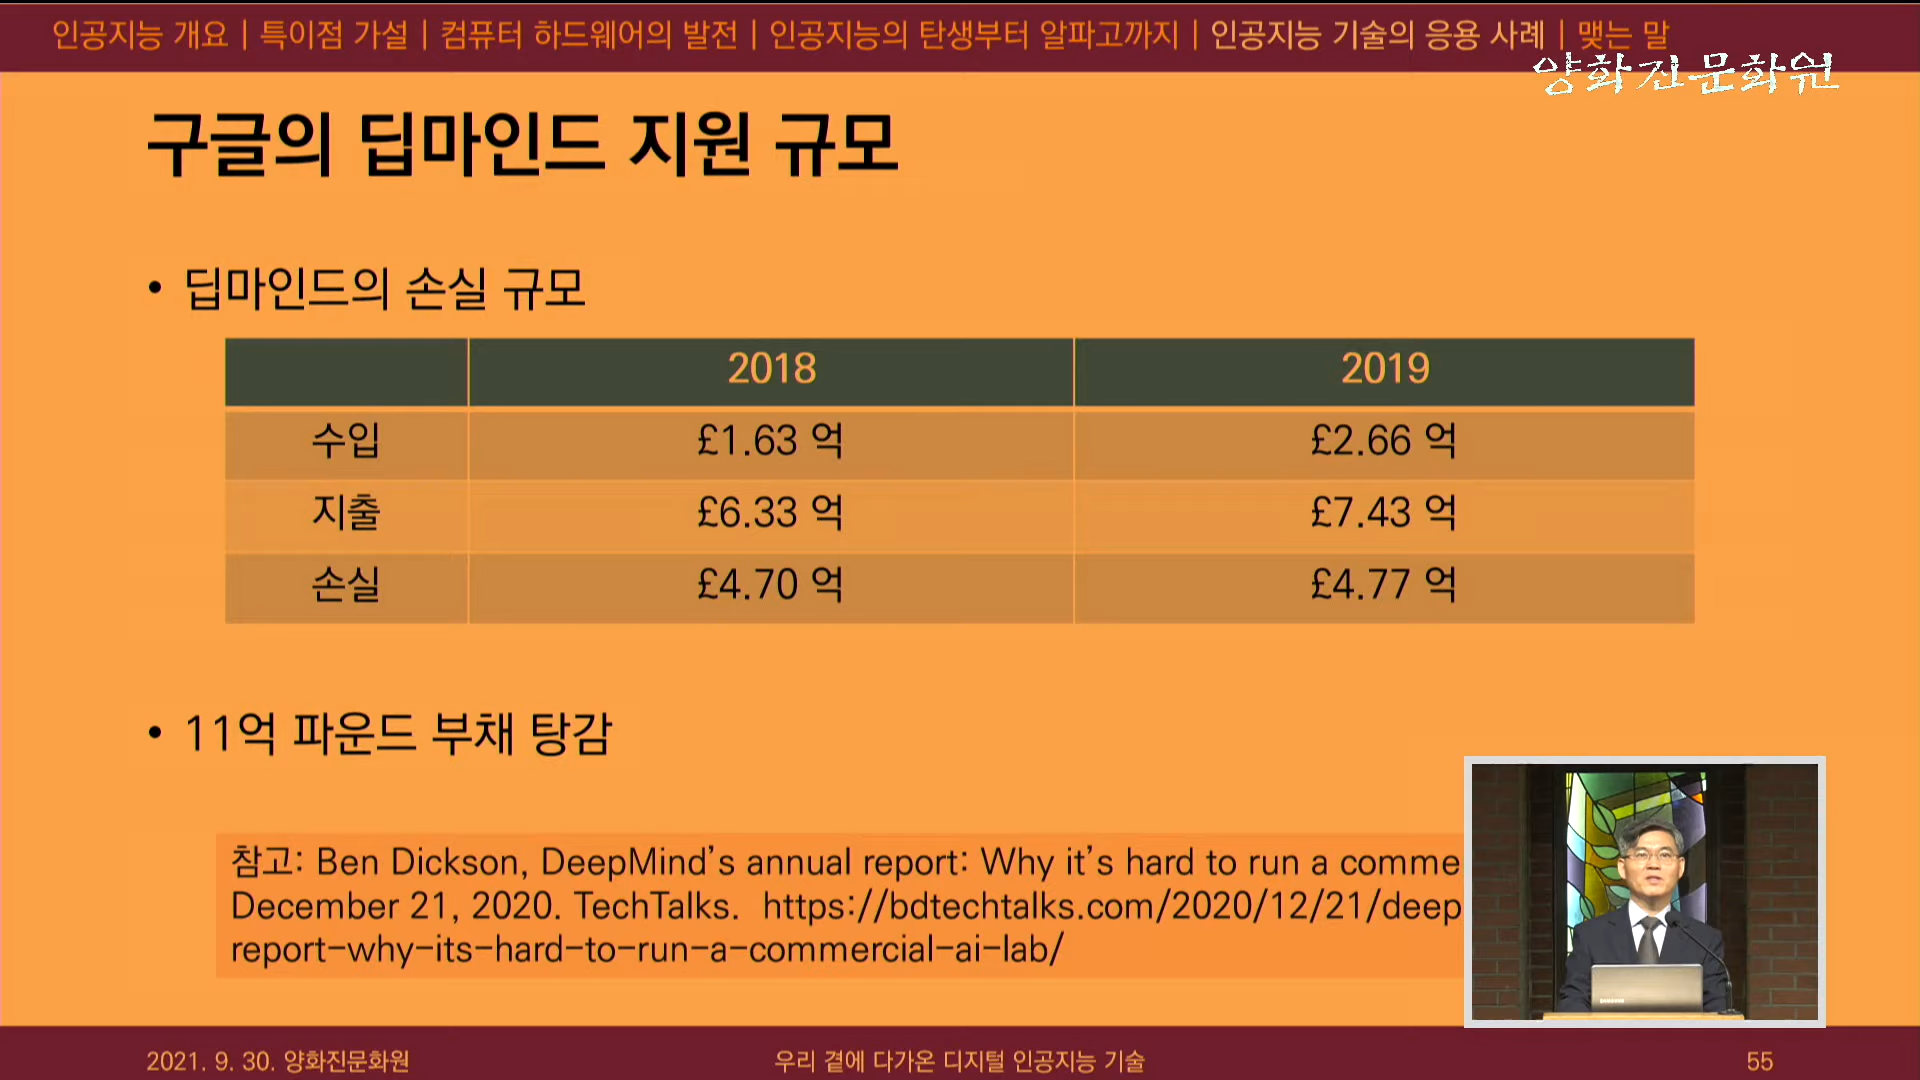 인공지능 개요 | 특이점 가설 | 컴퓨터 하드웨어의 발전 | 인공지능의 탄생부터 알파고까지 | 인공지능 기술의 응용 사례 | 맺는 말
양화진문화원
구글의 딥마인드 지원 규모
• 딥마인드의 손실 규모
2018 2019
수입 £1.63 억 £2.66 억
지출 £6.33 억 £7.43 억
손실 £4.70 억 £4.77 억
• 11억 파운드 부채 탕감
참고: Ben Dickson, DeepMind’s annual report: Why it’s hard to run a comme
December 21, 2020. TechTalks. https://bdtechtalks.com/2020/12/21/deep
report-why-its-hard-to-run-a-commercial-ai-lab/
2021. 9. 30. 양화진문화원 우리 곁에 다가온 디지털 인공지능 기술 55